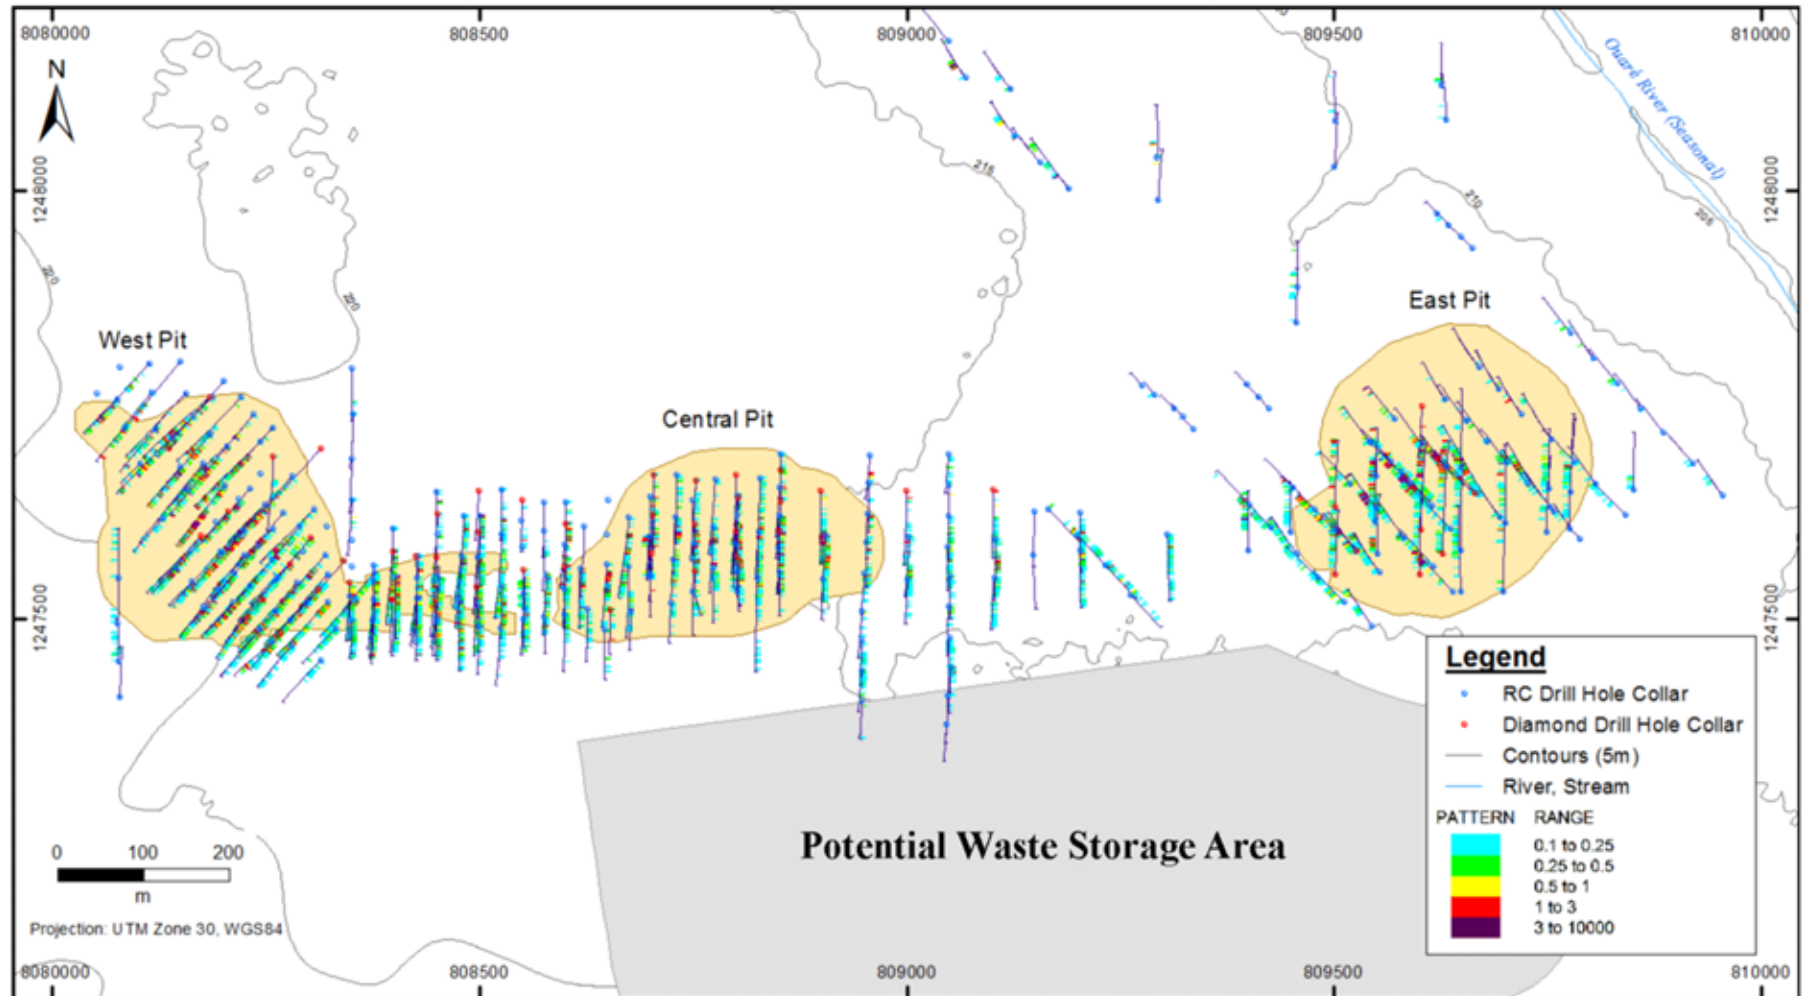 8080000 808500 809000 809500 810000
N
Ouaré River (Seasonal)
1248000 1248000
215
210
205
220
220
East Pit
West Pit
Central Pit
1247500 1247500
Legend
RC Drill Hole Collar
Diamond Drill Hole Collar
Contours (5m)
River, Stream
PATTERN RANGE
0.1 to 0.25
0.25 to 0.5
0.5 to 1
1 to 3
3 to 10000
Potential Waste Storage Area
0 100 200
m
Projection: UTM Zone 30, WGS84
8080000 808500 809000 809500 810000